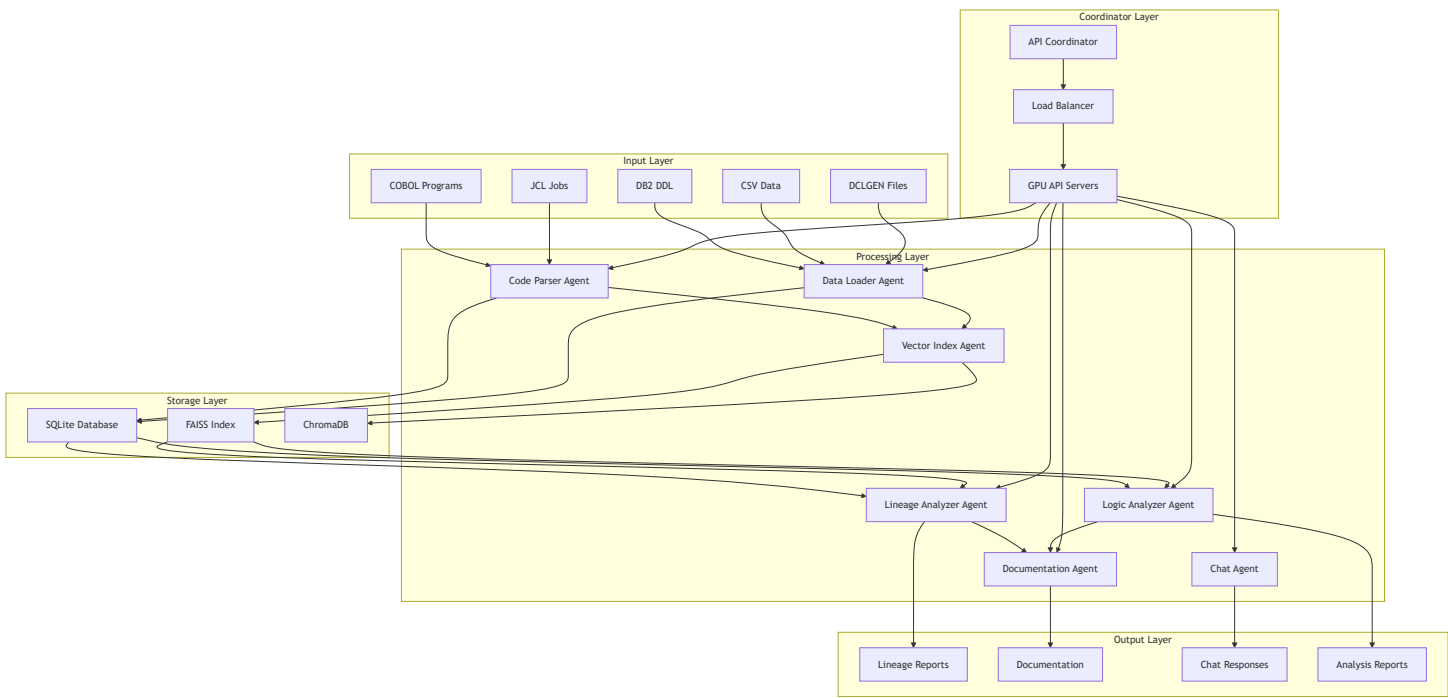 Coordinator Layer
API Coordinator
Load Balancer
GPU API Servers
Input Layer
COBOL Programs
JCL Jobs
DB2 DDL
CSV Data
DCLGEN Files
Processing Layer
Code Parser Agent
Data Loader Agent
Vector Index Agent
Storage Layer
SQLite Database
FAISS Index
ChromaDB
Lineage Analyzer Agent
Logic Analyzer Agent
Documentation Agent
Chat Agent
Output Layer
Lineage Reports
Documentation
Chat Responses
Analysis Reports